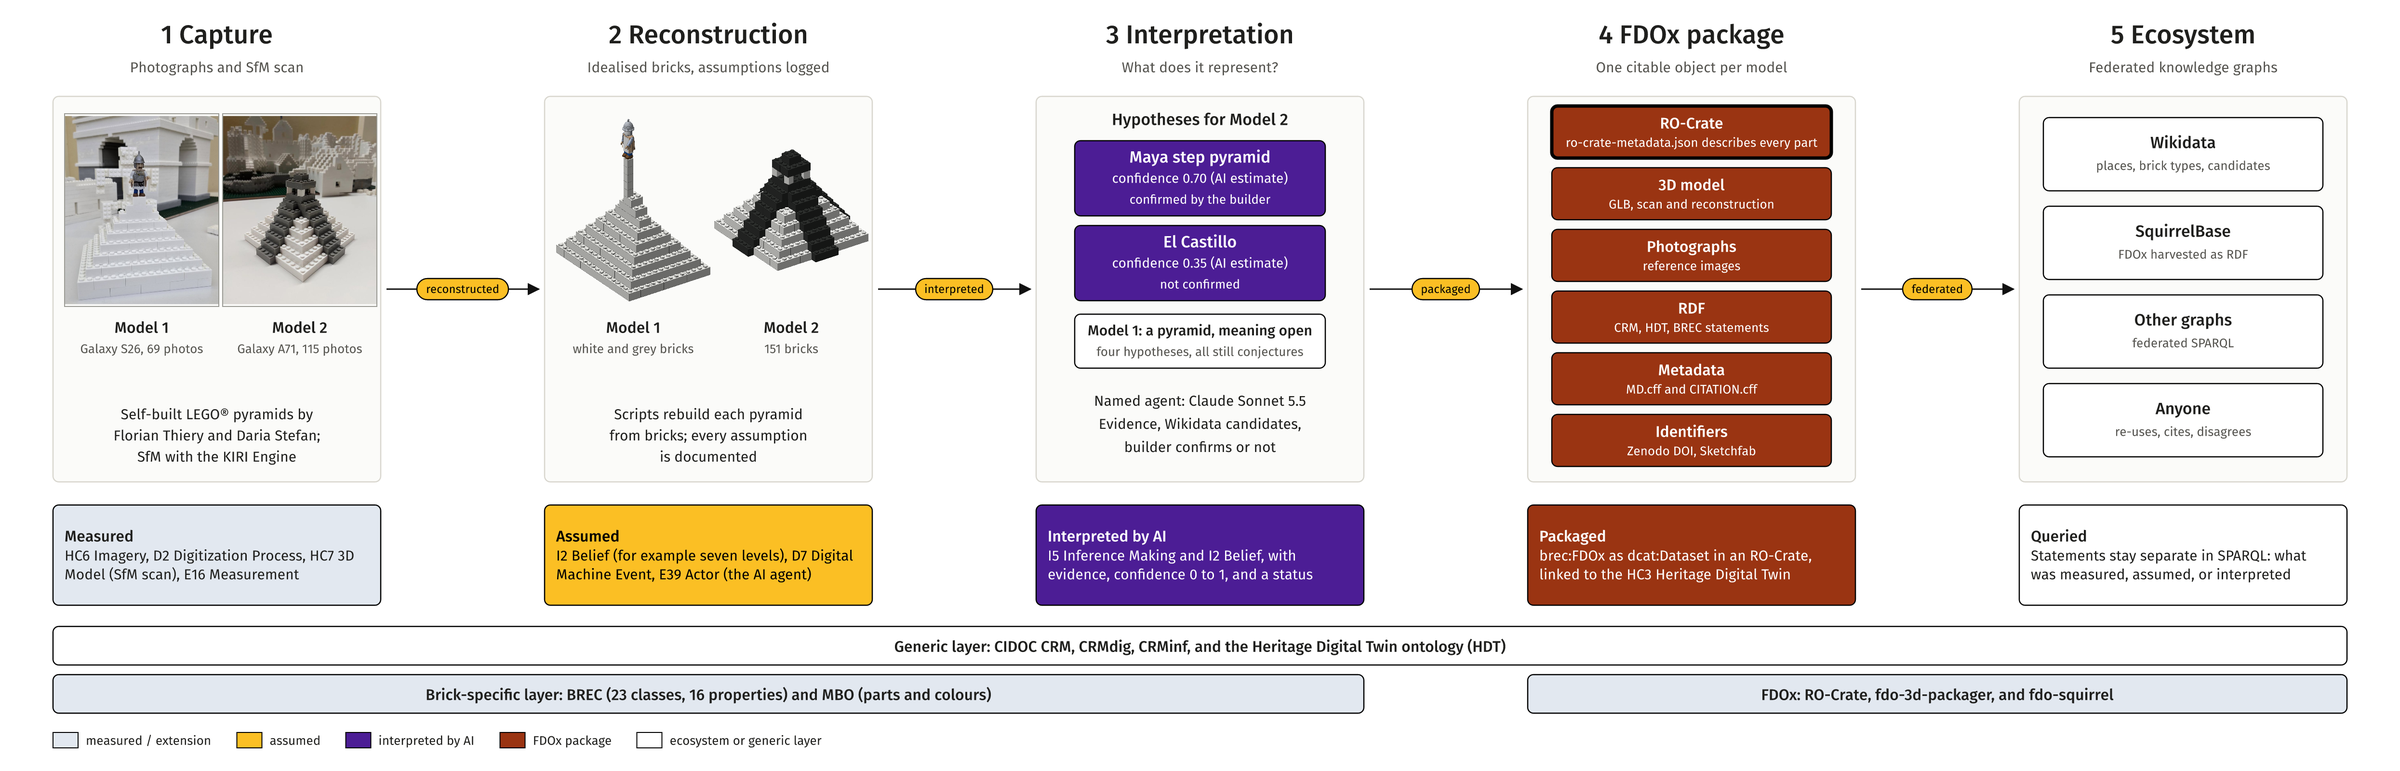 1 Capture
Photographs and SfM scan
Model 1
Galaxy S26, 69 photos
Model 2
Galaxy A71, 115 photos
Self-built LEGO® pyramids by
Florian Thiery and Daria Stefan;
SfM with the KIRI Engine
reconstructed
2 Reconstruction
Idealised bricks, assumptions logged
Model 1
white and grey bricks
Model 2
151 bricks
Scripts rebuild each pyramid
from bricks; every assumption
is documented
interpreted
3 Interpretation
What does it represent?
Hypotheses for Model 2
Maya step pyramid
confidence 0.70 (AI estimate)
confirmed by the builder
El Castillo
confidence 0.35 (AI estimate)
not confirmed
Model 1: a pyramid, meaning open
four hypotheses, all still conjectures
Named agent: Claude Sonnet 5.5
Evidence, Wikidata candidates,
builder confirms or not
packaged
4 FDOx package
One citable object per model
RO-Crate
ro-crate-metadata.json describes every part
3D model
GLB, scan and reconstruction
Photographs
reference images
RDF
CRM, HDT, BREC statements
Metadata
MD.cff and CITATION.cff
Identifiers
Zenodo DOI, Sketchfab
federated
5 Ecosystem
Federated knowledge graphs
Wikidata
places, brick types, candidates
SquirrelBase
FDOx harvested as RDF
Other graphs
federated SPARQL
Anyone
re-uses, cites, disagrees
Measured
HC6 Imagery, D2 Digitization Process, HC7 3D
Model (SfM scan), E16 Measurement
Assumed
I2 Belief (for example seven levels), D7 Digital
Machine Event, E39 Actor (the AI agent)
Interpreted by AI
I5 Inference Making and I2 Belief, with
evidence, confidence 0 to 1, and a status
Packaged
brec:FDOx as dcat:Dataset in an RO-Crate,
linked to the HC3 Heritage Digital Twin
Queried
Statements stay separate in SPARQL: what
was measured, assumed, or interpreted
Generic layer: CIDOC CRM, CRMdig, CRMinf, and the Heritage Digital Twin ontology (HDT)
Brick-specific layer: BREC (23 classes, 16 properties) and MBO (parts and colours)
FDOx: RO-Crate, fdo-3d-packager, and fdo-squirrel
measured / extension
assumed
interpreted by AI
FDOx package
ecosystem or generic layer